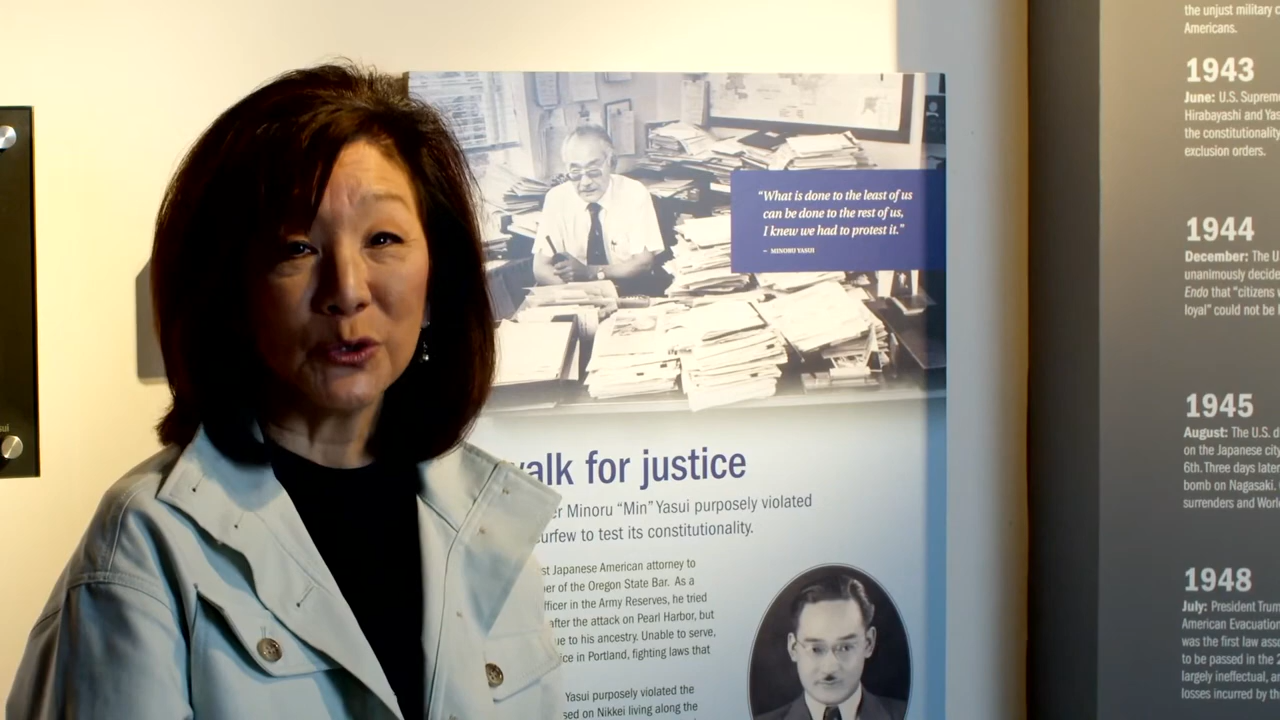 "What is done to the least of us
can be done to the rest of us,
I knew we had to protest it."
– MINORU YASUI
walk for justice
er Minoru "Min" Yasui purposely violated
urfew to test its constitutionality.
st Japanese American attorney to
er of the Oregon State Bar. As a
fficer in the Army Reserves, he tried
after the attack on Pearl Harbor, but
ue to his ancestry. Unable to serve,
ice in Portland, fighting laws that
Yasui purposely violated the
sed on Nikkei living along the
the unjust military c
Americans.
1943
June: U.S. Suprem
Hirabayashi and Yas
the constitutionality
exclusion orders.
1944
December: The U
unanimously decide
Endo that "citizens
loyal" could not be
1945
August: The U.S. d
on the Japanese city
6th. Three days later
bomb on Nagasaki.
surrenders and World
1948
July: President Trum
American Evacuation
was the first law asso
to be passed in the 2
largely ineffectual, a
losses incurred by th